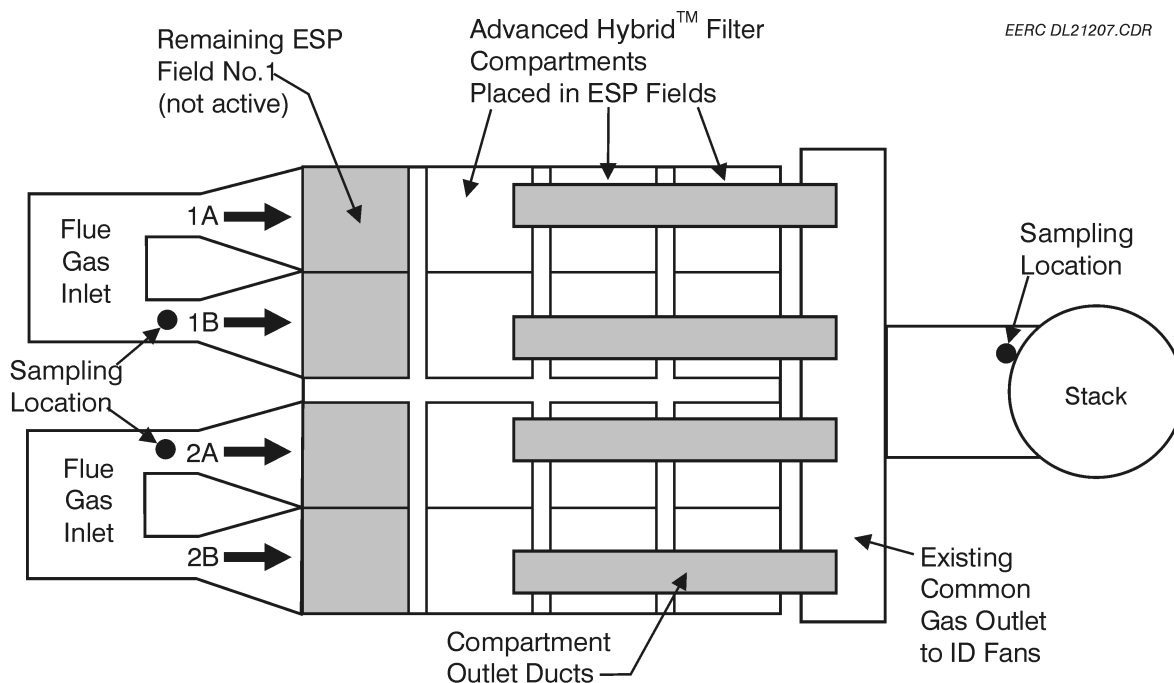 Remaining ESP
Field No.1
(not active)
Advanced Hybrid™ Filter
Compartments
Placed in ESP Fields
EERC DL21207.CDR
Flue
Gas
Inlet
1A
1B
Sampling
Location
2A
Flue
Gas
Inlet
2B
Sampling
Location
Stack
Existing
Common
Gas Outlet
to ID Fans
Compartment
Outlet Ducts